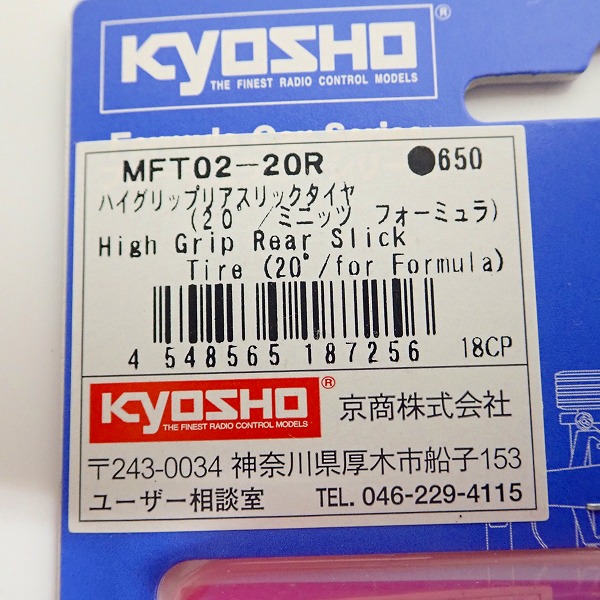 KYOSHO®
THE FINEST RADIO CONTROL MODELS
MFT02-20R ●650
ハイグリップリアスリックタイヤ
(20°/ミニッツ フォーミュラ)
High Grip Rear Slick
Tire (20°/for Formula)
4 548565 187256 18CP
KYOSHO®
THE FINEST RADIO CONTROL MODELS
京商株式会社
〒243-0034 神奈川県厚木市船子153
ユーザー相談室 TEL. 046-229-4115